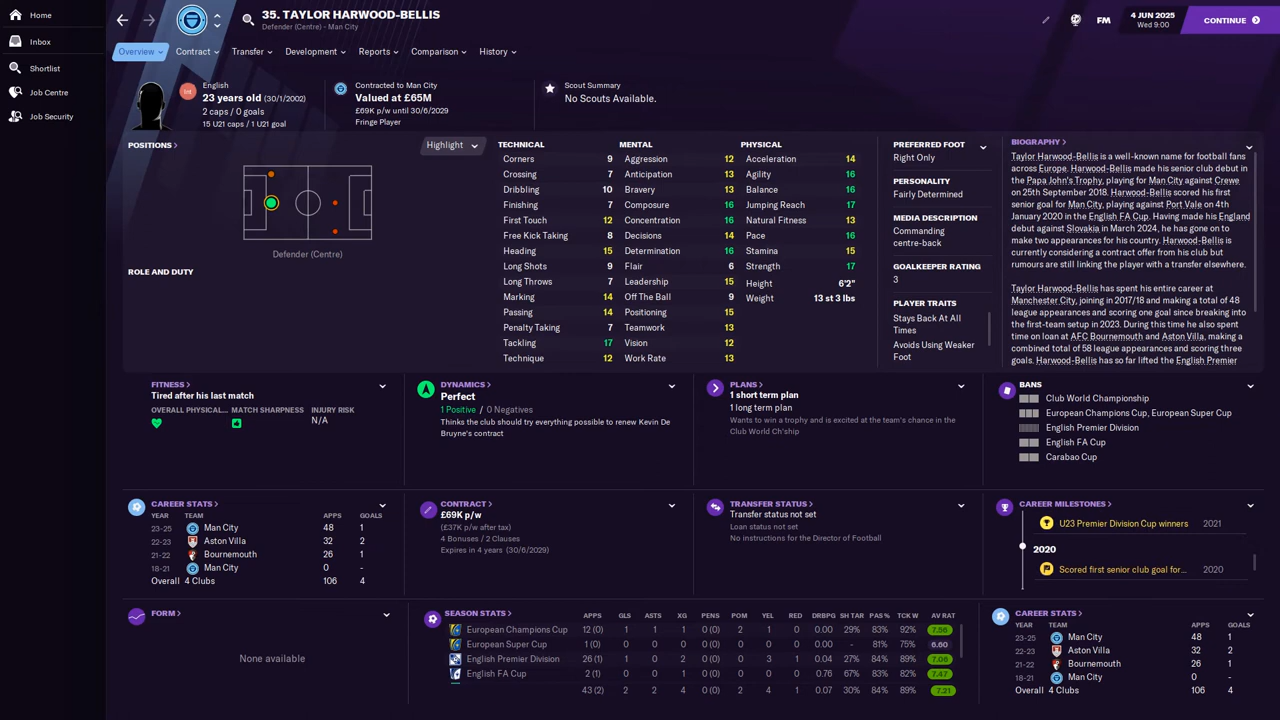 Home
Inbox
Shortlist
Job Centre
Job Security
35. TAYLOR HARWOOD-BELLIS
Defender (Centre) - Man City
FM
4 JUN 2025
Wed 9:00
CONTINUE
Overview
Contract
Transfer
Development
Reports
Comparison
History
Int
English
23 years old (30/1/2002)
2 caps / 0 goals
15 U21 caps / 1 U21 goal
Contracted to Man City
Valued at £65M
£69K p/w until 30/6/2029
Fringe Player
Scout Summary
No Scouts Available.
POSITIONS
Defender (Centre)
ROLE AND DUTY
Highlight
TECHNICAL
Corners 9
Crossing 7
Dribbling 10
Finishing 7
First Touch 12
Free Kick Taking 8
Heading 15
Long Shots 9
Long Throws 7
Marking 14
Passing 14
Penalty Taking 7
Tackling 17
Technique 12
MENTAL
Aggression 12
Anticipation 13
Bravery 13
Composure 16
Concentration 16
Decisions 14
Determination 16
Flair 6
Leadership 15
Off The Ball 9
Positioning 15
Teamwork 13
Vision 12
Work Rate 13
PHYSICAL
Acceleration 14
Agility 16
Balance 16
Jumping Reach 17
Natural Fitness 13
Pace 16
Stamina 15
Strength 17
Height 6'2"
Weight 13 st 3 lbs
PREFERRED FOOT
Right Only
PERSONALITY
Fairly Determined
MEDIA DESCRIPTION
Commanding
centre-back
GOALKEEPER RATING
3
PLAYER TRAITS
Stays Back At All
Times
Avoids Using Weaker
Foot
BIOGRAPHY
Taylor Harwood-Bellis is a well-known name for football fans
across Europe. Harwood-Bellis made his senior club debut in
the Papa John's Trophy, playing for Man City against Crewe
on 25th September 2018. Harwood-Bellis scored his first
senior goal for Man City, playing against Port Vale on 4th
January 2020 in the English FA Cup. Having made his England
debut against Slovakia in March 2024, he has gone on to
make two appearances for his country. Harwood-Bellis is
currently considering a contract offer from his club but
rumours are still linking the player with a transfer elsewhere.
Taylor Harwood-Bellis has spent his entire career at
Manchester City, joining in 2017/18 and making a total of 48
league appearances and scoring one goal since breaking into
the first-team setup in 2023. During this time he also spent
time on loan at AFC Bournemouth and Aston Villa, making a
combined total of 58 league appearances and scoring three
goals. Harwood-Bellis has so far lifted the English Premier
FITNESS
Tired after his last match
OVERALL PHYSICAL... MATCH SHARPNESS INJURY RISK
N/A
DYNAMICS
Perfect
1 Positive / 0 Negatives
Thinks the club should try everything possible to renew Kevin De
Bruyne's contract
PLANS
1 short term plan
1 long term plan
Wants to win a trophy and is excited at the team's chance in the
Club World Ch'ship
BANS
Club World Championship
European Champions Cup, European Super Cup
English Premier Division
English FA Cup
Carabao Cup
CAREER STATS
YEAR TEAM APPS GOALS
23-25 Man City 48 1
22-23 Aston Villa 32 2
21-22 Bournemouth 26 1
18-21 Man City 0 -
Overall 4 Clubs 106 4
CONTRACT
£69K p/w
(£37K p/w after tax)
4 Bonuses / 2 Clauses
Expires in 4 years (30/6/2029)
TRANSFER STATUS
Transfer status not set
Loan status not set
No instructions for the Director of Football
CAREER MILESTONES
U23 Premier Division Cup winners 2021
2020
Scored first senior club goal for... 2020
FORM
None available
SEASON STATS APPS GLS ASTS XG PENS POM YEL RED DRBPG SH TAR PAS % TCK W AV RAT
European Champions Cup 12 (0) 1 1 1 0 (0) 2 1 0 0.00 29% 83% 92% 7.56
European Super Cup 1 (0) 0 0 0 0 (0) 0 0 0 0.00 - 81% 75% 6.60
English Premier Division 26 (1) 1 0 2 0 (0) 0 3 0 0.04 27% 84% 89% 7.06
English FA Cup 2 (1) 0 1 0 0 (0) 0 0 1 0.76 67% 83% 82% 7.47
43 (2) 2 2 4 0 (0) 2 4 1 0.07 30% 84% 89% 7.21
CAREER STATS
YEAR TEAM APPS GOALS
23-25 Man City 48 1
22-23 Aston Villa 32 2
21-22 Bournemouth 26 1
18-21 Man City 0 -
Overall 4 Clubs 106 4